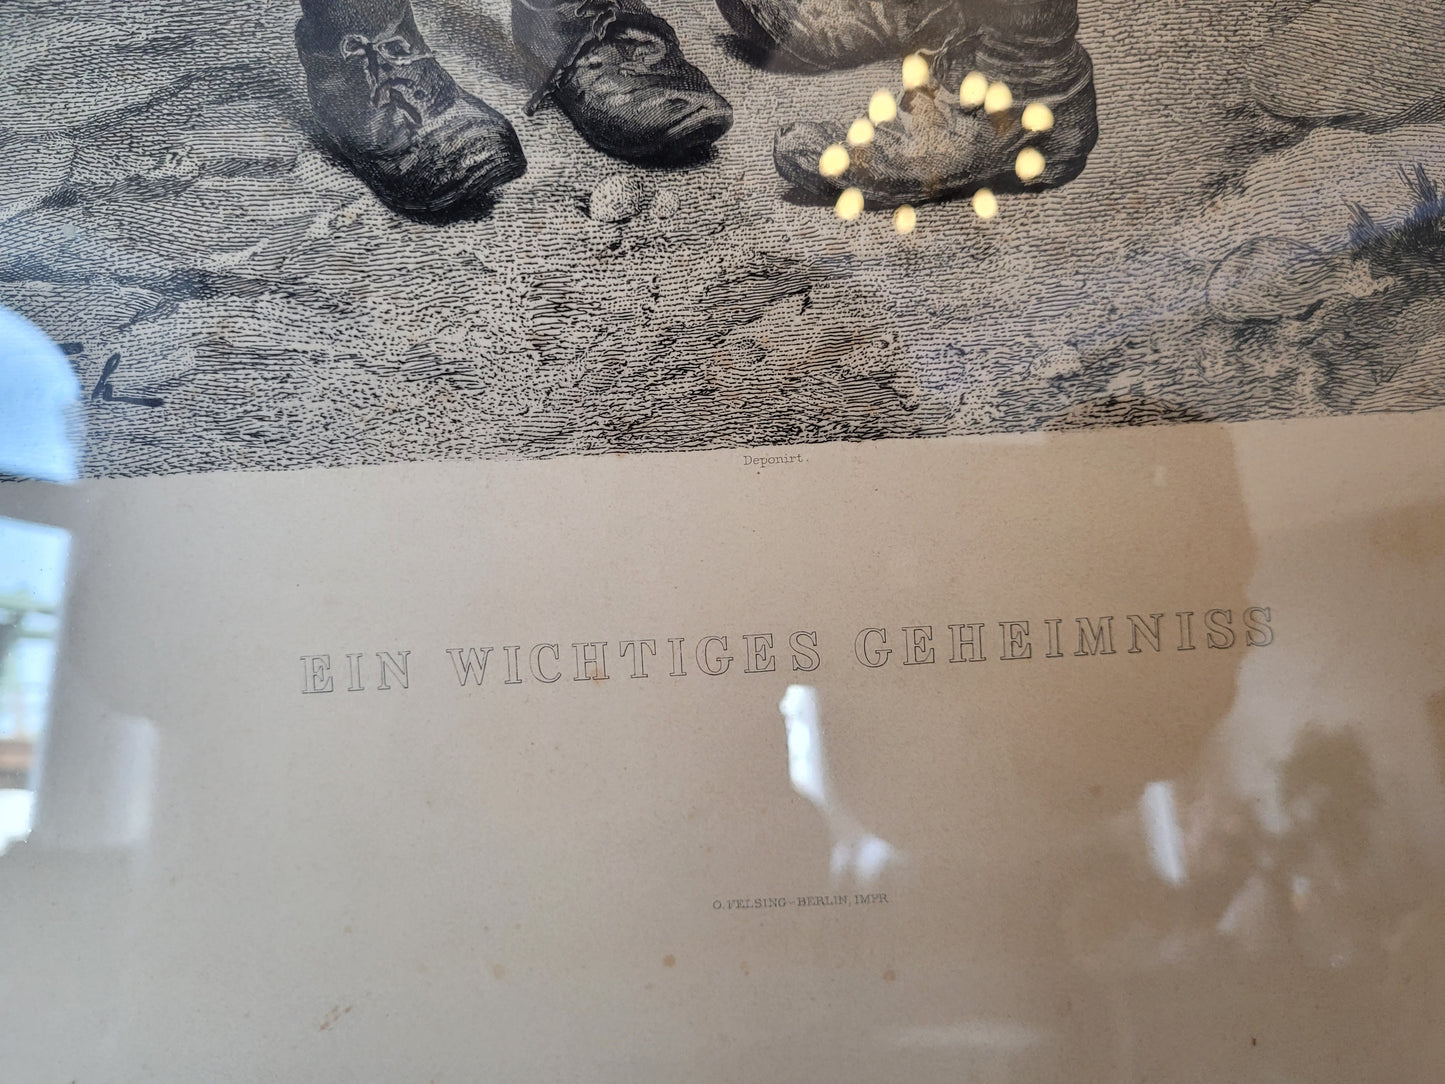 Deponirt.
EIN WICHTIGES GEHEIMNISS
O. FELSING-BERLIN, IMPR